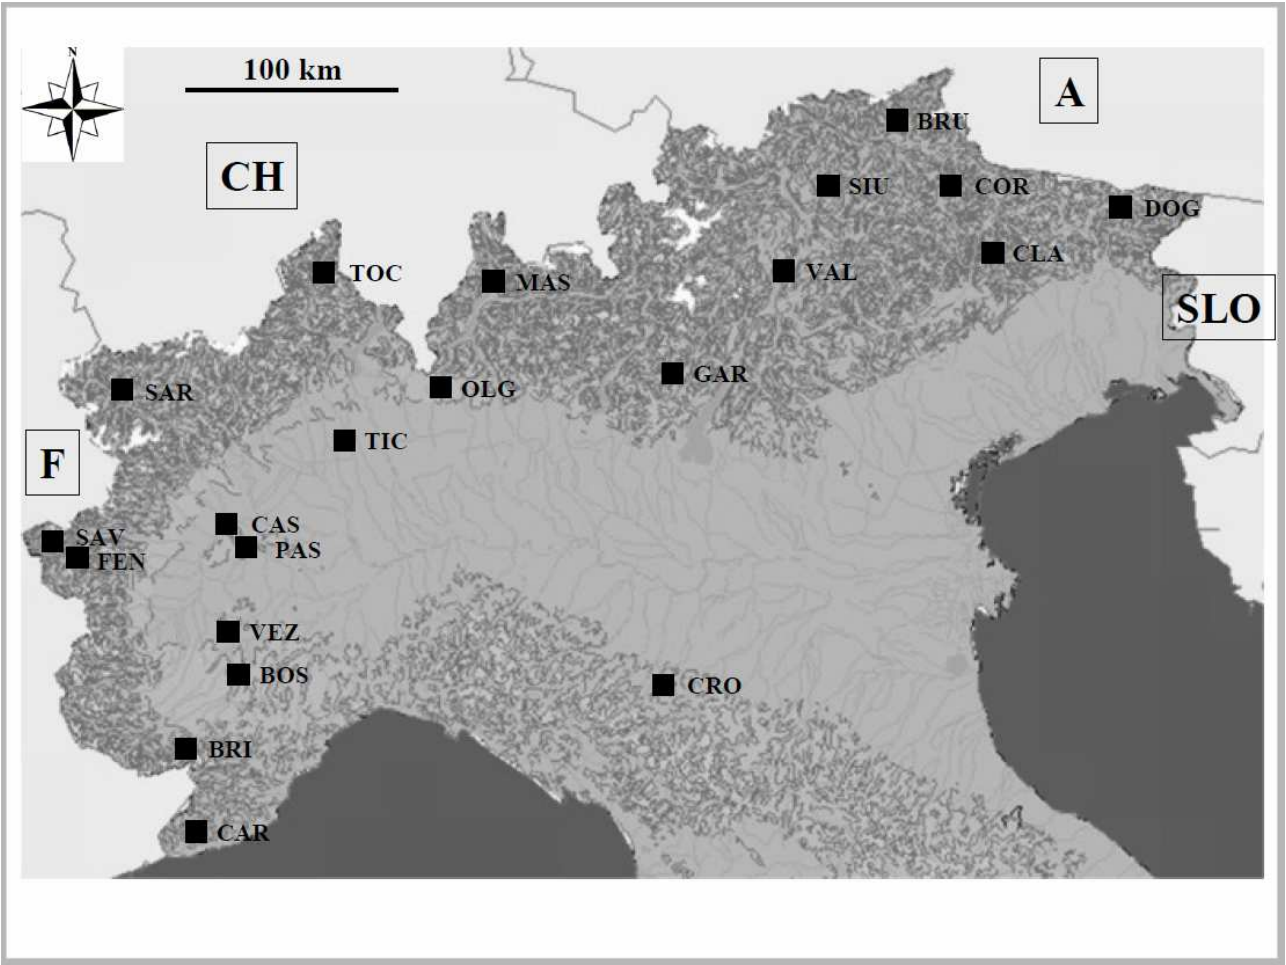 N
100 km
A
BRU
CH
SIU
COR
DOG
CLA
TOC
MAS
VAL
SLO
SAR
OLG
GAR
TIC
F
CAS
SAV
PAS
FEN
VEZ
BOS
CRO
BRI
CAR